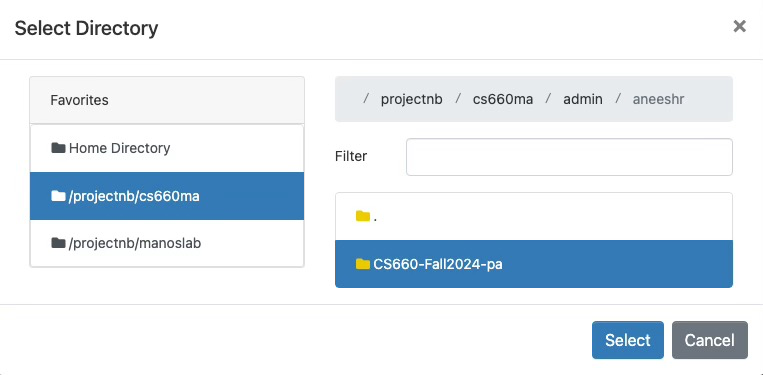 Select Directory ×
Favorites
Home Directory
/projectnb/cs660ma
/projectnb/manoslab
/ projectnb / cs660ma / admin / aneeshr
Filter
.
CS660-Fall2024-pa
Select Cancel